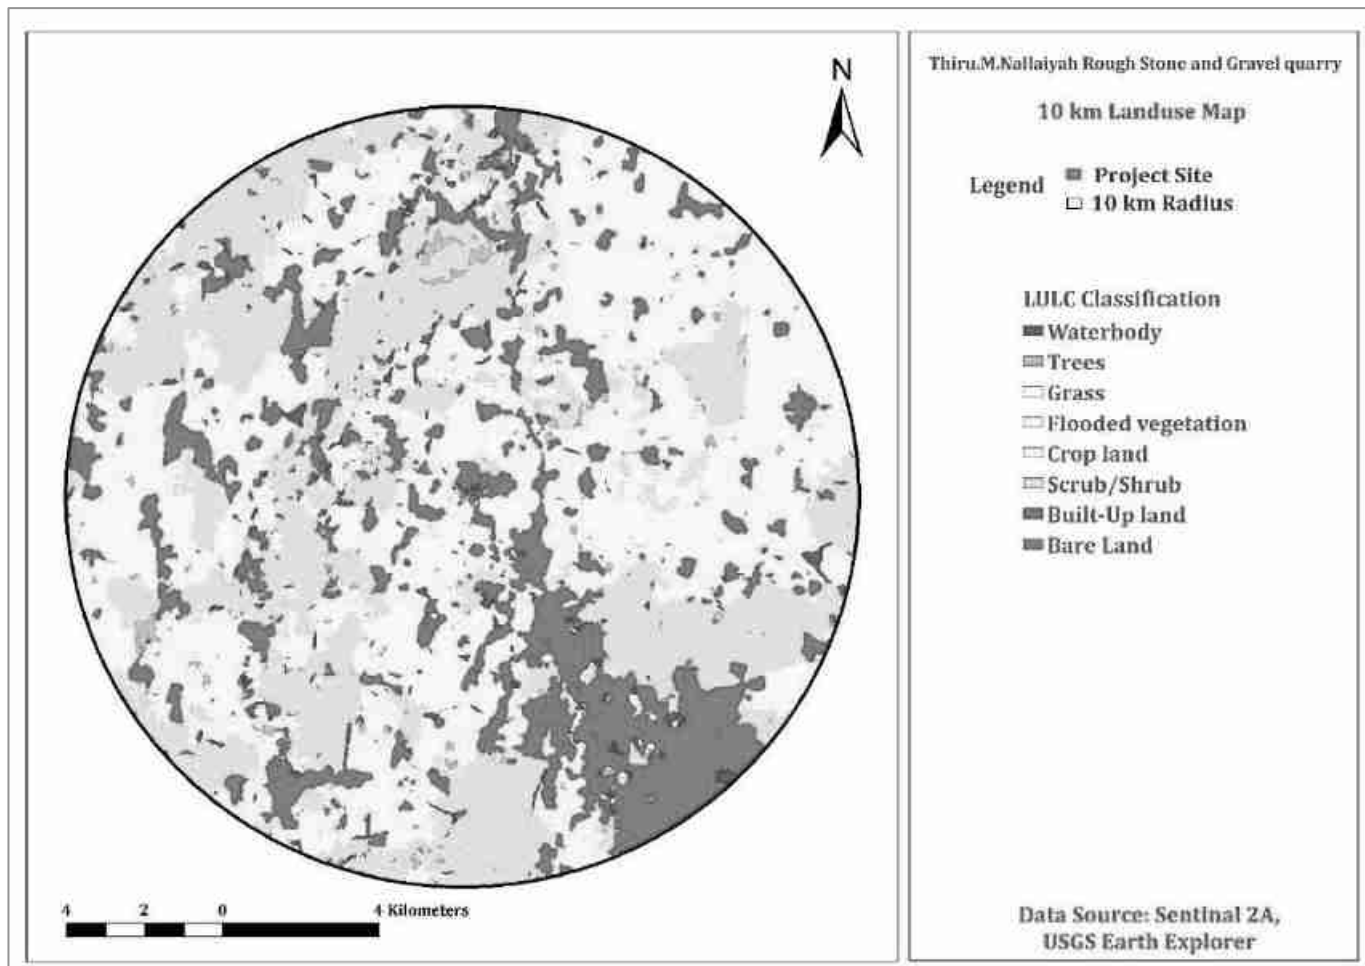 N
4 2 0 4 Kilometers
Thiru.M.Nallaiyah Rough Stone and Gravel quarry
10 km Landuse Map
Legend
Project Site
10 km Radius
LULC Classification
Waterbody
Trees
Grass
Flooded vegetation
Crop land
Scrub/Shrub
Built-Up land
Bare Land
Data Source: Sentinal 2A,
USGS Earth Explorer